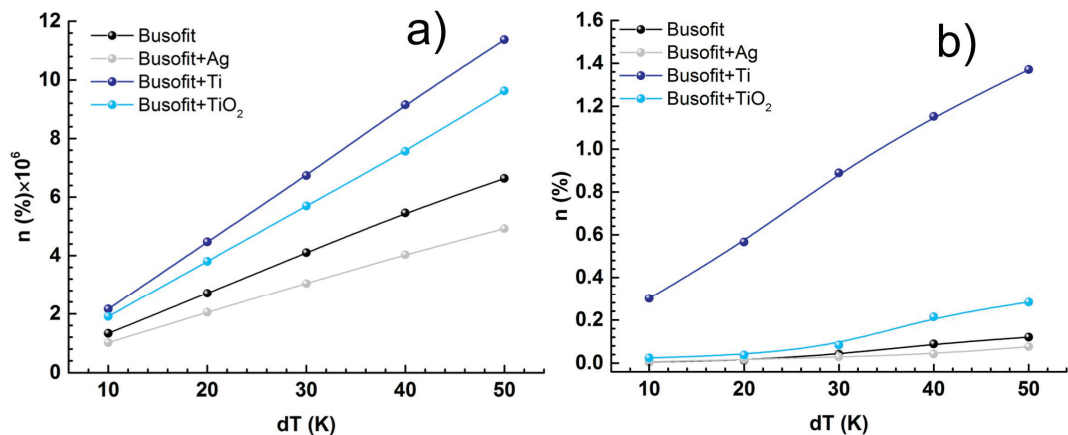 a)
Busofit
Busofit+Ag
Busofit+Ti
Busofit+TiO₂
n (%)×10⁶
12
10
8
6
4
2
0
10 20 30 40 50
dT (K)
b)
Busofit
Busofit+Ag
Busofit+Ti
Busofit+TiO₂
n (%)
1.6
1.4
1.2
1.0
0.8
0.6
0.4
0.2
0.0
10 20 30 40 50
dT (K)